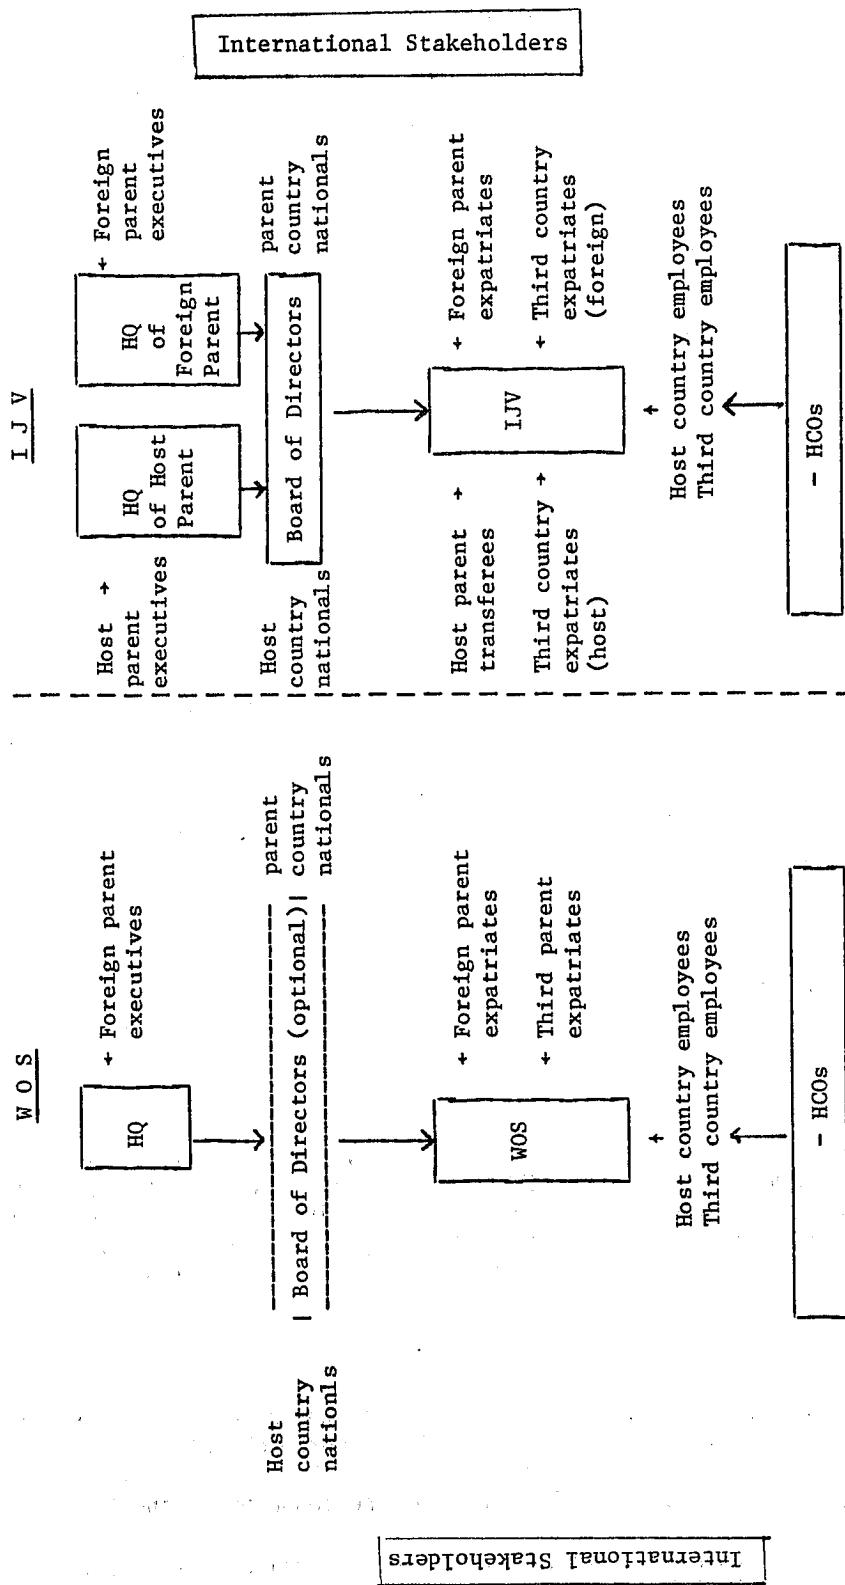 International Stakeholders
W O S
HQ
← Foreign parent
executives
Host
country
nationls
| Board of Directors (optional) |
parent
country
nationals
WOS
← Foreign parent
expatriates
← Third parent
expatriates
↑
Host country employees
Third country employees
- HCOs
I J V
Host →
parent
executives
HQ
of Host
Parent
HQ
of
Foreign
Parent
← Foreign
parent
executives
Host
country
nationals
Board of Directors
parent
country
nationals
Host parent →
transferees
Third country →
expatriates
(host)
IJV
← Foreign parent
expatriates
← Third country
expatriates
(foreign)
↑
Host country employees
Third country employees
- HCOs
International Stakeholders